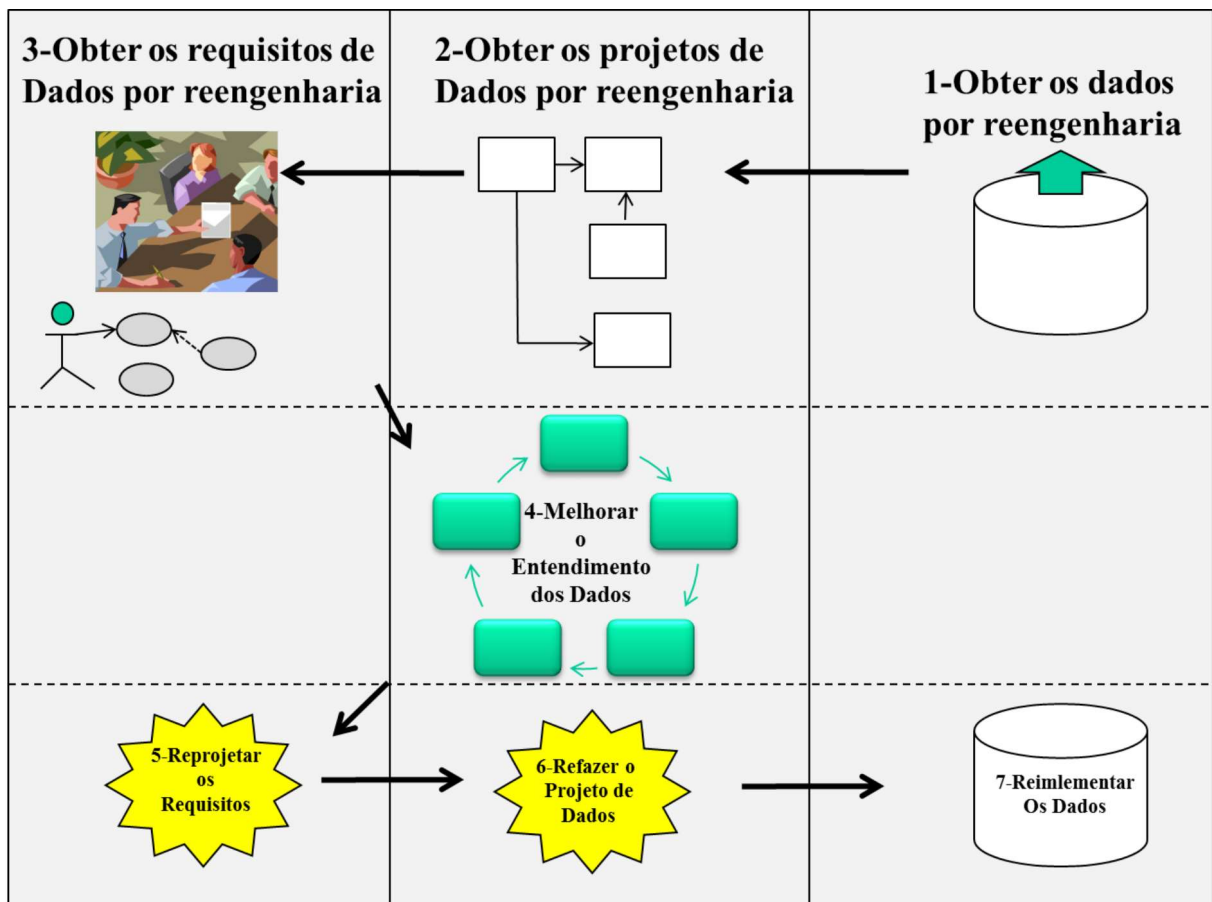 3-Obter os requisitos de
Dados por reengenharia
2-Obter os projetos de
Dados por reengenharia
1-Obter os dados
por reengenharia
4-Melhorar
o
Entendimento
dos Dados
5-Reprojetar
os
Requisitos
6-Refazer o
Projeto de
Dados
7-Reimlementar
Os Dados